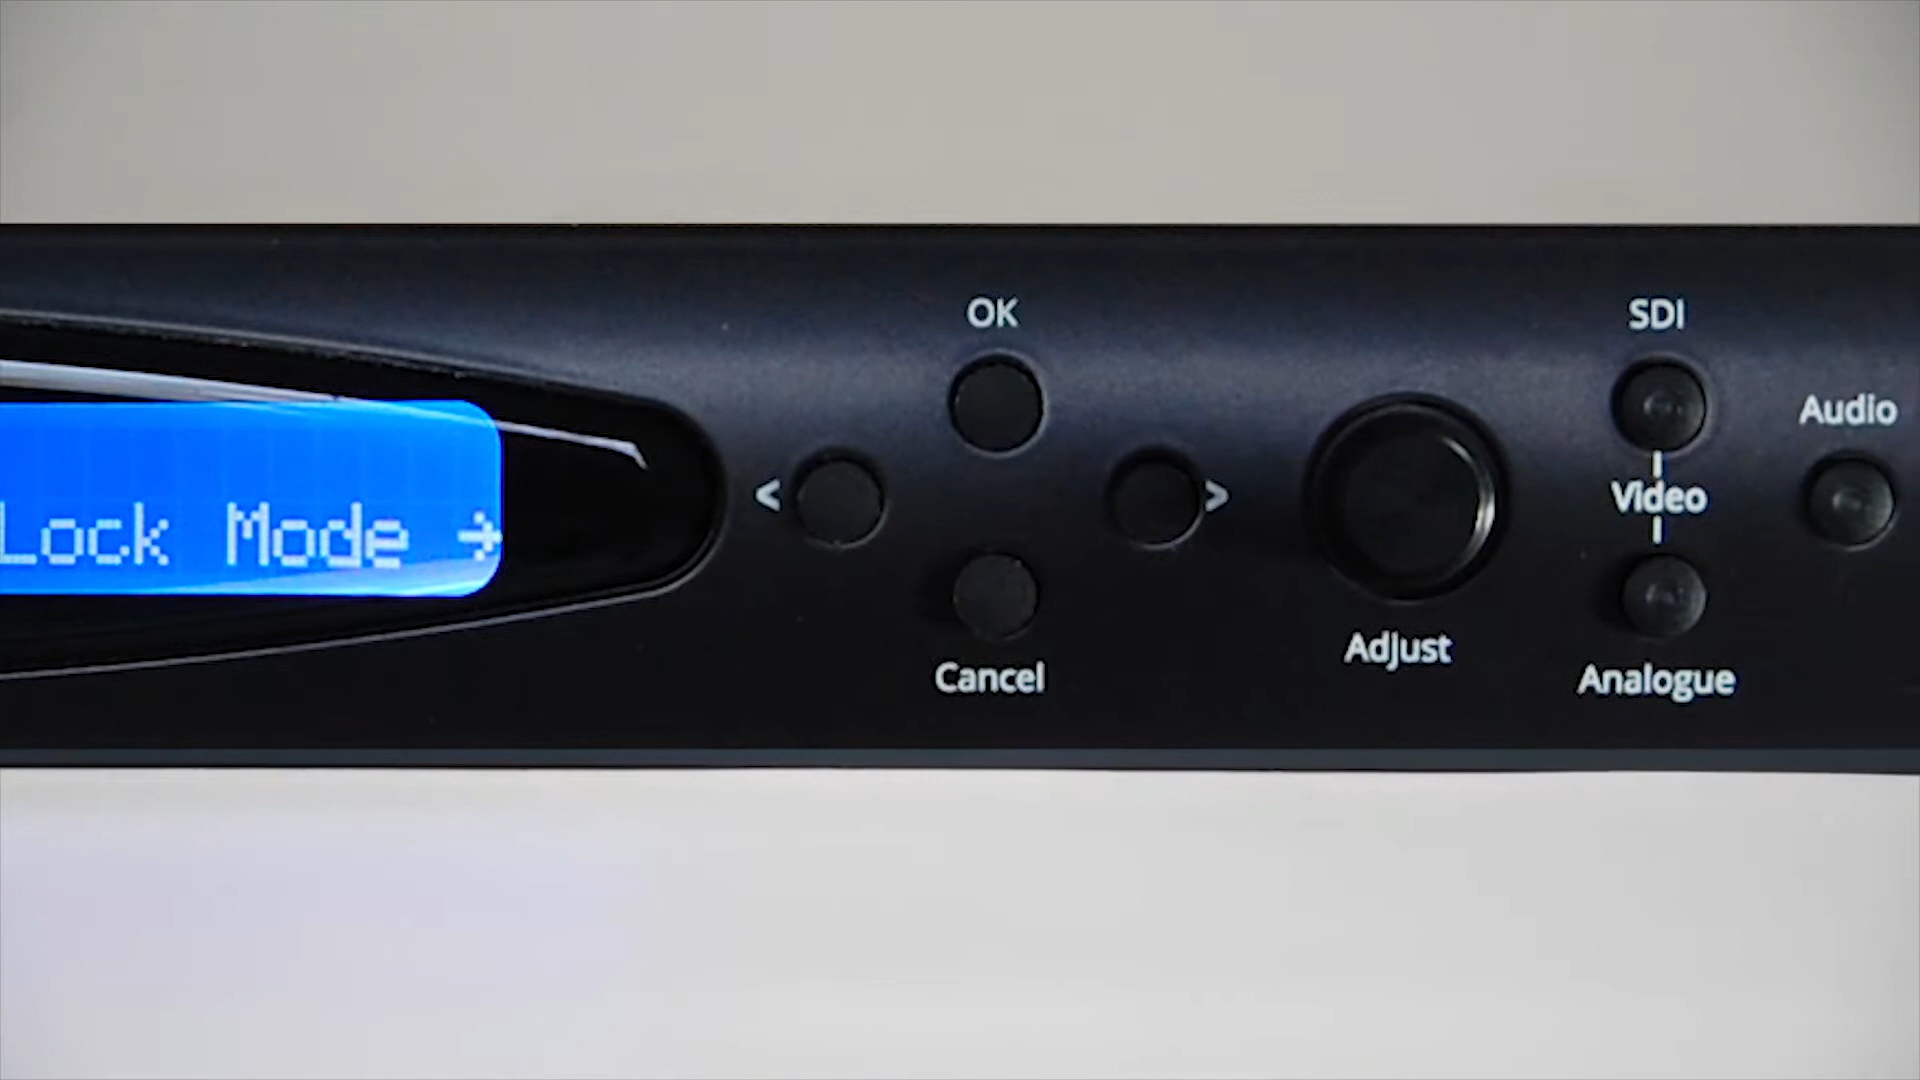 Lock Mode →
OK
<
>
Cancel
Adjust
SDI
Video
Analogue
Audio